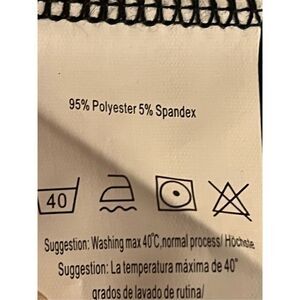 95% Polyester 5% Spandex
40
Suggestion: Washing max 40°C,normal process/ Höchste
Suggestion: La temperatura máxima de 40°
grados de lavado de rutina/